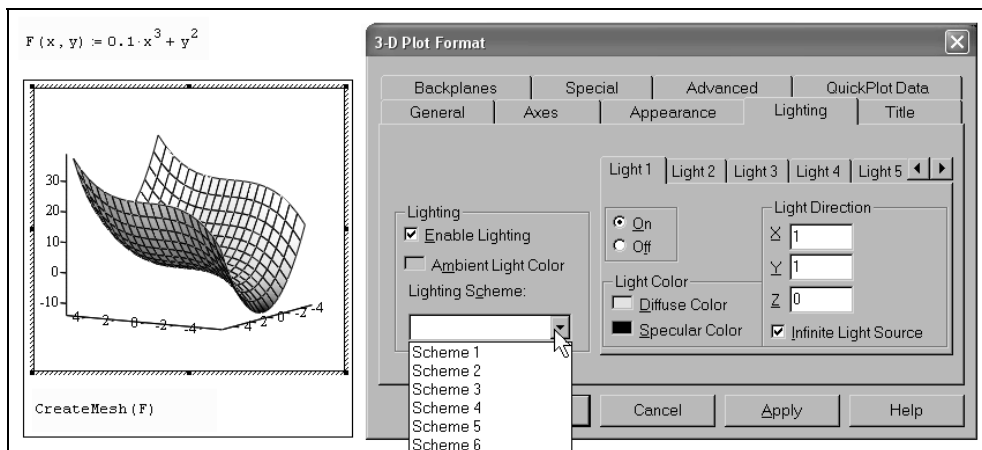 F(x,y) := 0.1·x³ + y²
30
20
10
0
-10
4 2 0 -2 -4
4 2 0 -2 -4
CreateMesh(F)
3-D Plot Format
Backplanes Special Advanced QuickPlot Data
General Axes Appearance Lighting Title
Light 1 Light 2 Light 3 Light 4 Light 5
Lighting
Enable Lighting
Ambient Light Color
Lighting Scheme:
Scheme 1
Scheme 2
Scheme 3
Scheme 4
Scheme 5
Scheme 6
On
Off
Light Color
Diffuse Color
Specular Color
Light Direction
X 1
Y 1
Z 0
Infinite Light Source
Cancel Apply Help